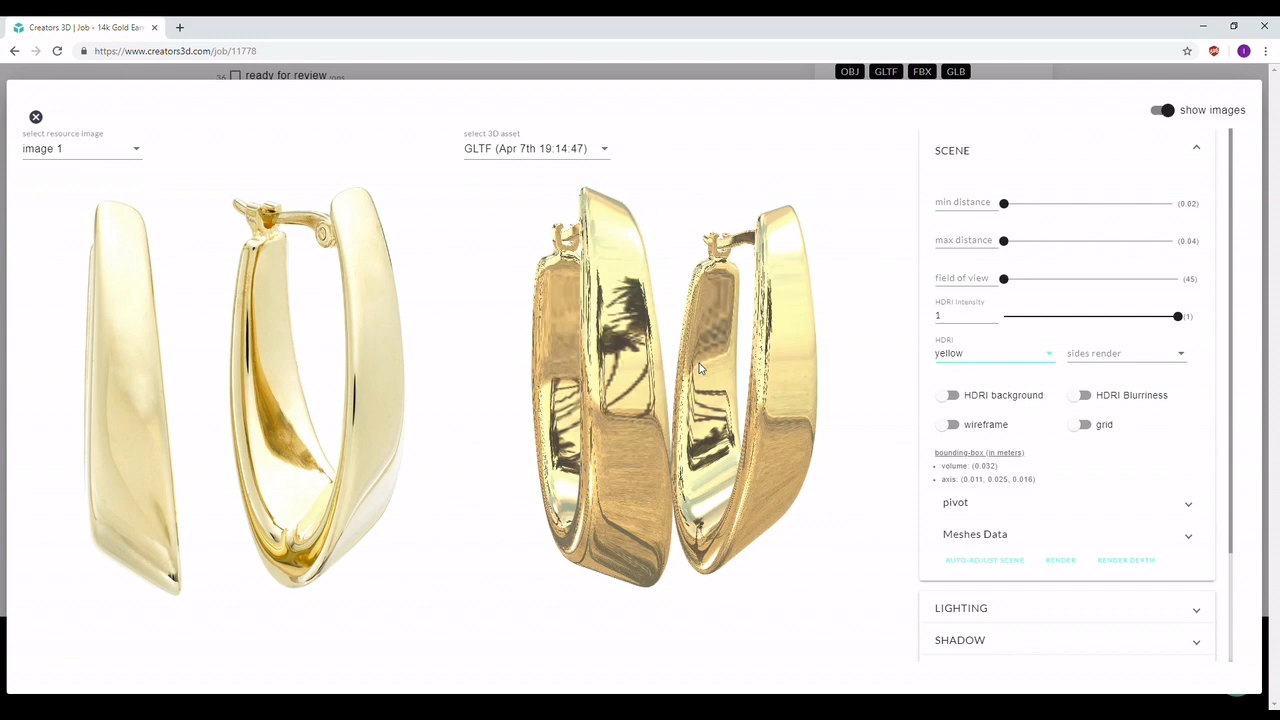 Creators 3D | Job - 14k Gold Earr
https://www.creators3d.com/job/11778
36 ready for review
OBJ GLTF FBX GLB
show images
select resource image
image 1
select 3D asset
GLTF (Apr 7th 19:14:47)
SCENE
min distance (0.02)
max distance (0.04)
field of view (45)
HDRI Intensity
1 (1)
HDRI
yellow sides render
HDRI background HDRI Blurriness
wireframe grid
bounding-box (in meters)
volume: (0.032)
axis: (0.011, 0.025, 0.016)
pivot
Meshes Data
AUTO-ADJUST SCENE RENDER RENDER DEPTH
LIGHTING
SHADOW